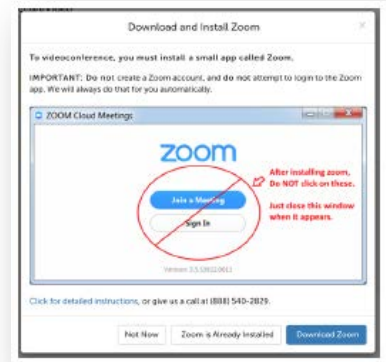 Download and Install Zoom
To videoconference, you must install a small app called Zoom.
IMPORTANT: Do not create a Zoom account, and do not attempt to login to the Zoom
app. We will always do that for you automatically.
ZOOM Cloud Meetings
zoom
After installing zoom,
Do NOT click on these.
Join a Meeting
Just close this window
when it appears.
Sign In
Version:
Click for detailed instructions, or give us a call at (888) 540-2829.
Not Now
Zoom is Already Installed
Download Zoom